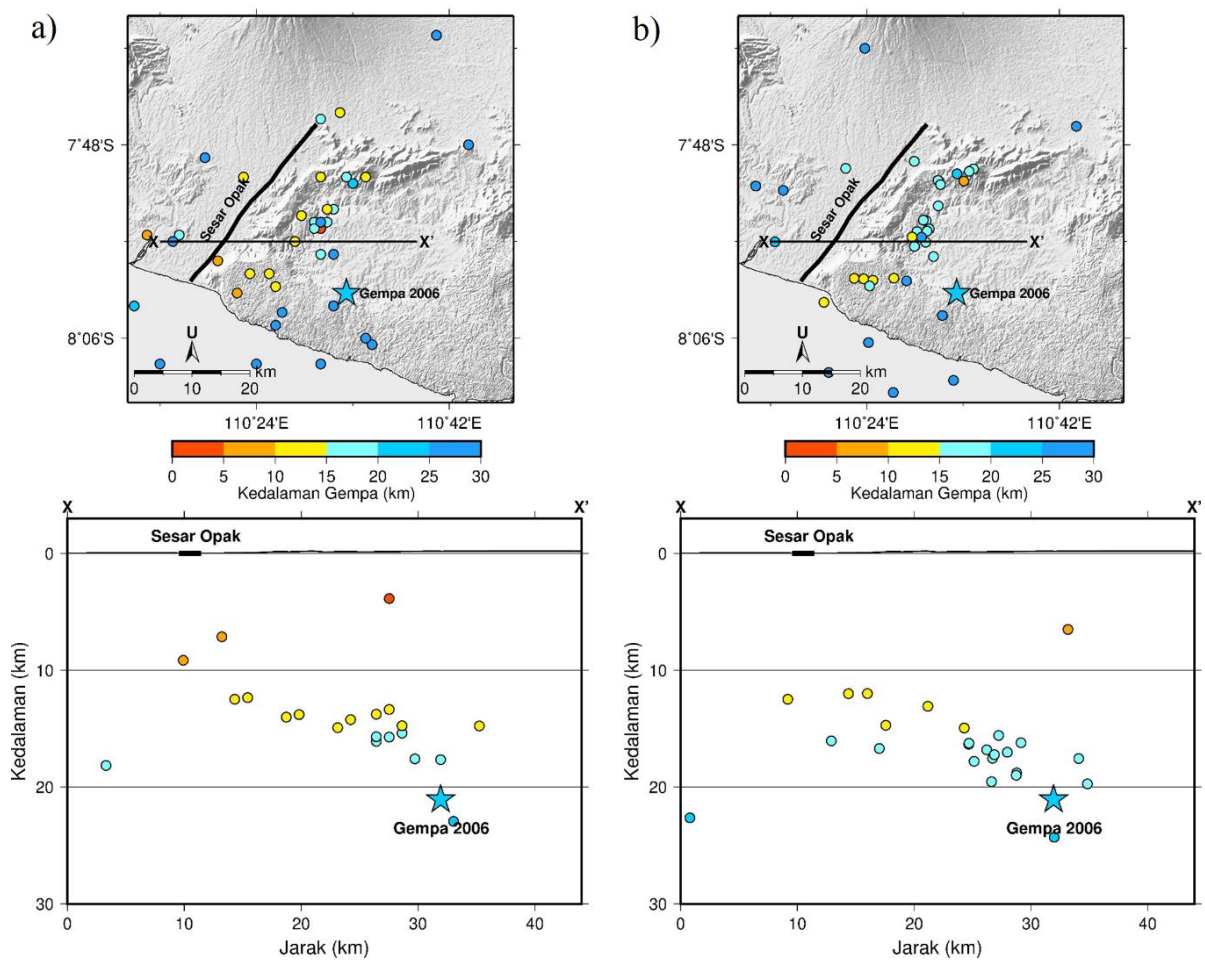 a)
7°48'S
Sesar Opak
X X'
Gempa 2006
8°06'S
U
km
0 10 20
110°24'E 110°42'E
0 5 10 15 20 25 30
Kedalaman Gempa (km)
X X'
Sesar Opak
0
10
20
30
Kedalaman (km)
Gempa 2006
0 10 20 30 40
Jarak (km)
b)
7°48'S
Sesar Opak
X X'
Gempa 2006
8°06'S
U
km
0 10 20
110°24'E 110°42'E
0 5 10 15 20 25 30
Kedalaman Gempa (km)
X X'
Sesar Opak
0
10
20
30
Kedalaman (km)
Gempa 2006
0 10 20 30 40
Jarak (km)